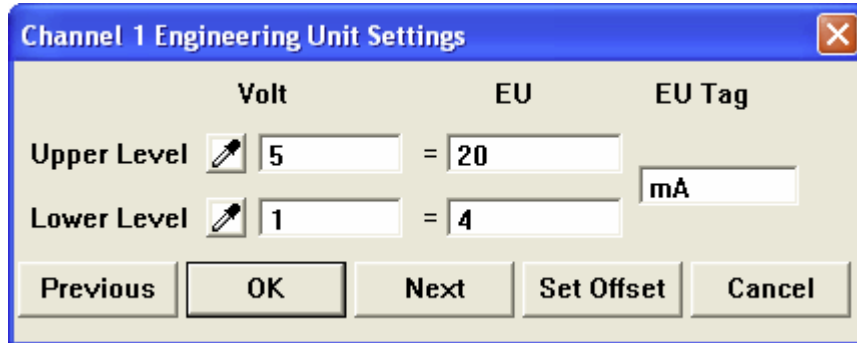 Channel 1 Engineering Unit Settings
Volt EU EU Tag
Upper Level 5 = 20
mA
Lower Level 1 = 4
Previous OK Next Set Offset Cancel